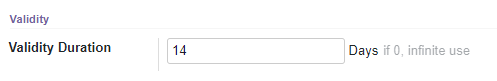 Validity
Validity Duration 14 Days if 0, infinite use